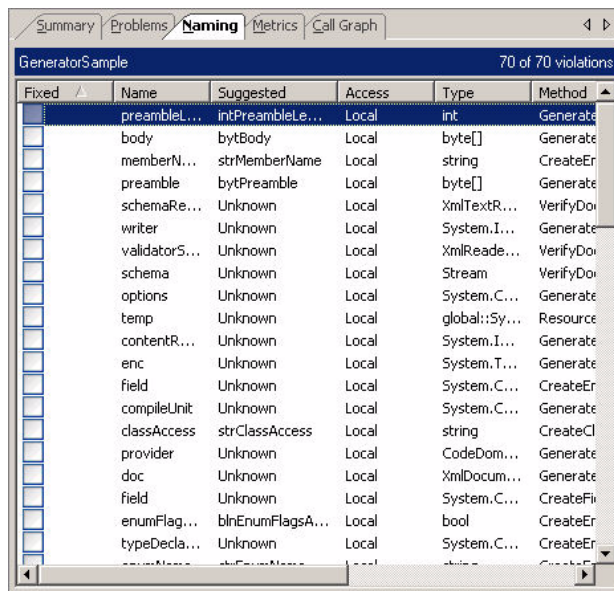 Summary Problems Naming Metrics Call Graph
GeneratorSample 70 of 70 violations
Fixed Name Suggested Access Type Method
preambleL... intPreambleLe... Local int Generate
body bytBody Local byte[] Generate
memberN... strMemberName Local string CreateEr
preamble bytPreamble Local byte[] Generate
schemaRe... Unknown Local XmlTextR... VerifyDoc
writer Unknown Local System.I... Generate
validatorS... Unknown Local XmlReade... VerifyDoc
schema Unknown Local Stream VerifyDoc
options Unknown Local System.C... Generate
temp Unknown Local global::Sy... Resource
contentR... Unknown Local System.I... Generate
enc Unknown Local System.T... Generate
field Unknown Local System.C... CreateEr
compileUnit Unknown Local System.C... Generate
classAccess strClassAccess Local string CreateCl
provider Unknown Local CodeDom... Generate
doc Unknown Local XmlDocum... Generate
field Unknown Local System.C... CreateFi
enumFlag... blnEnumFlagsA... Local bool CreateEr
typeDecla... Unknown Local System.C... CreateEr